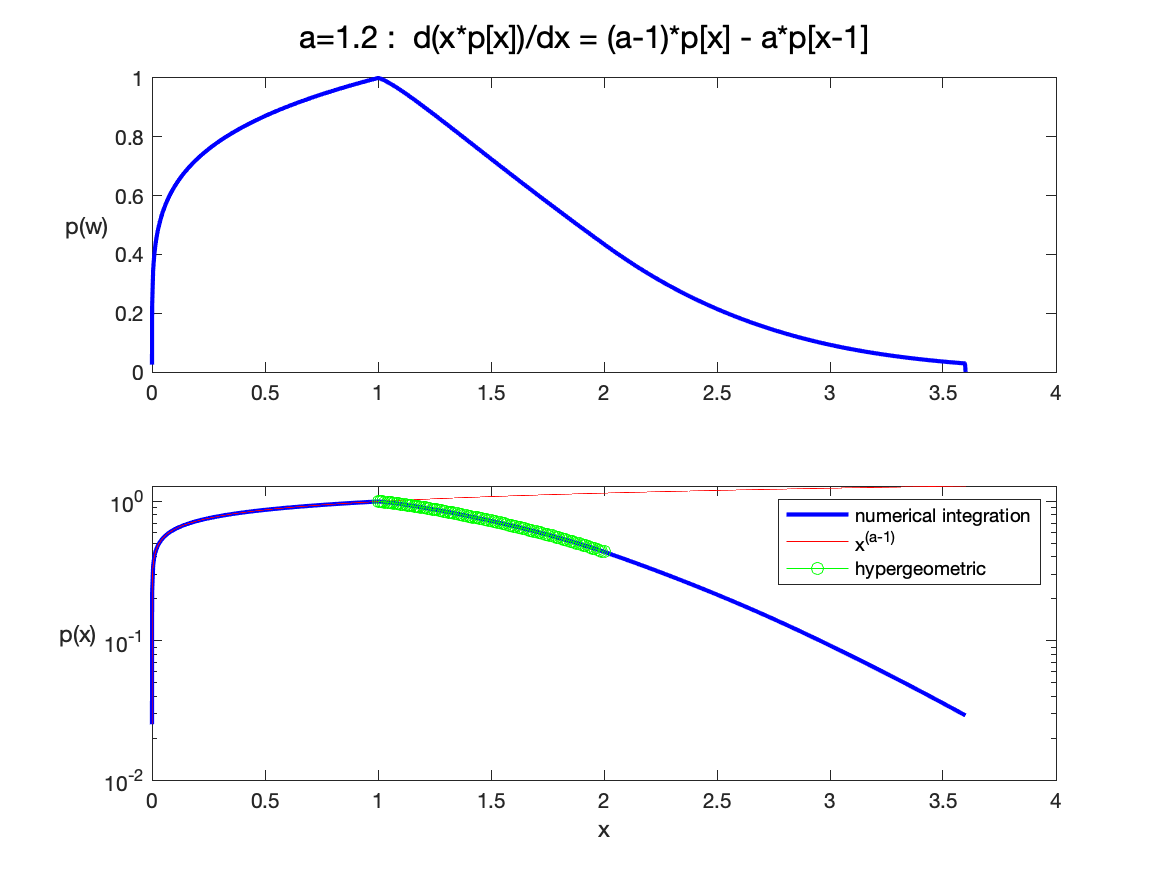 a=1.2 :  d(x*p[x])/dx = (a-1)*p[x] - a*p[x-1]
1
0.8
0.6
p(w)
0.4
0.2
0
0 0.5 1 1.5 2 2.5 3 3.5 4
10^0
numerical integration
x^(a-1)
hypergeometric
p(x)
10^-1
10^-2
0 0.5 1 1.5 2 2.5 3 3.5 4
x